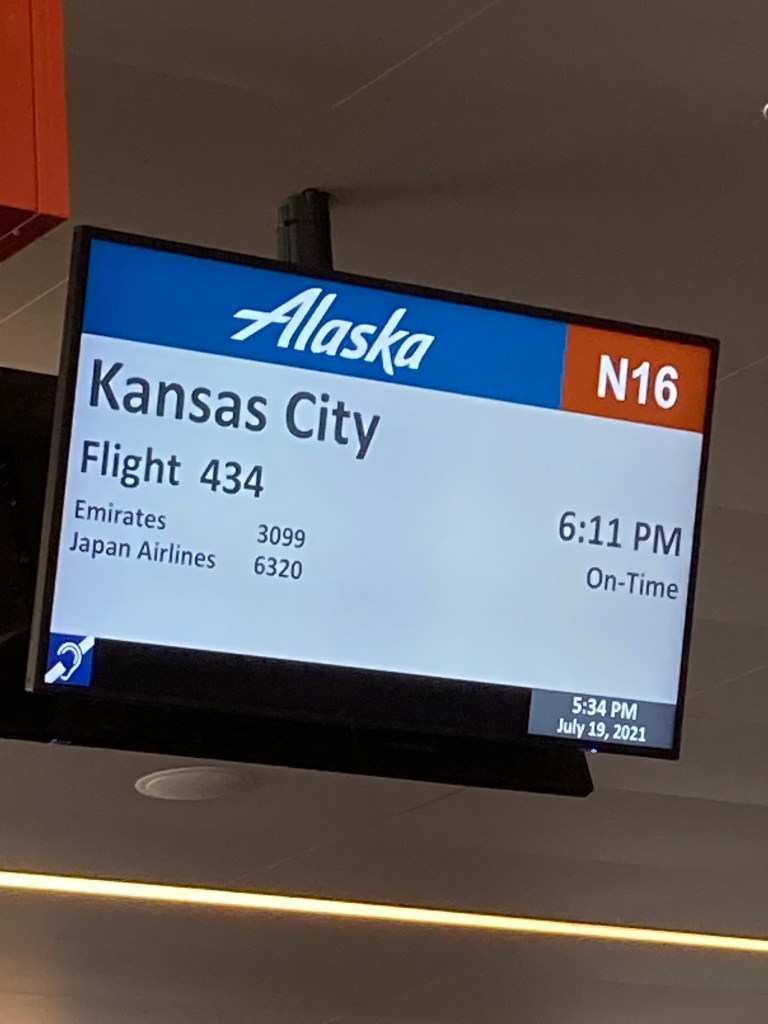 Alaska
N16
Kansas City
Flight 434
Emirates 3099
Japan Airlines 6320
6:11 PM
On-Time
5:34 PM
July 19, 2021